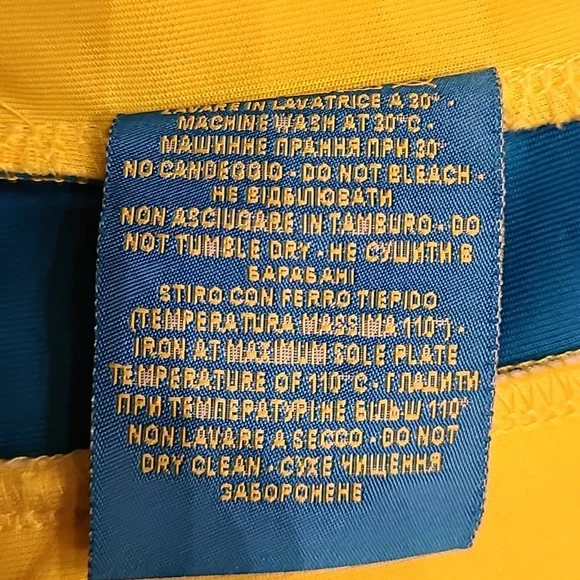 LAVARE IN LAVATRICE A 30° ·
MACHINE WASH AT 30°C ·
МАШИННЕ ПРАННЯ ПРИ 30°
NO CANDEGGIO · DO NOT BLEACH ·
НЕ ВІДБІЛЮВАТИ
NON ASCIUGARE IN TAMBURO · DO
NOT TUMBLE DRY · НЕ СУШИТИ В
БАРАБАНІ
STIRO CON FERRO TIEPIDO
(TEMPERATURA MASSIMA 110°) ·
IRON AT MAXIMUM SOLE PLATE
TEMPERATURE OF 110°C · ГЛАДИТИ
ПРИ ТЕМПЕРАТУРІ НЕ БІЛЬШ 110°
NON LAVARE A SECCO · DO NOT
DRY CLEAN · СУХЕ ЧИЩЕННЯ
ЗАБОРОНЕНЕ